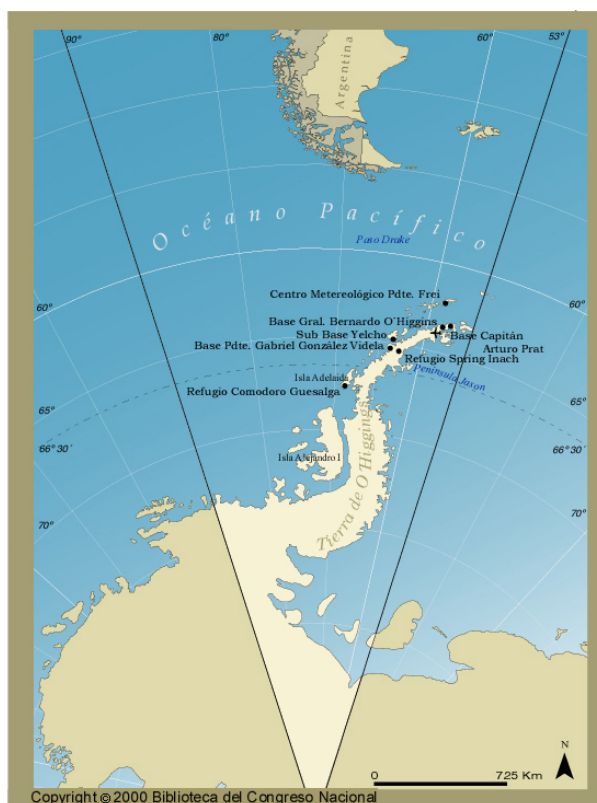 90°
80°
60°
53°
Argentina
Océano Pacífico
Paso Drake
Centro Metereológico Pdte. Frei
60°
60°
Base Gral. Bernardo O'Higgins
Sub Base Yelcho
Base Capitán
Arturo Prat
Base Pdte. Gabriel González Videla
Refugio Spring Inach
Península Jason
Isla Adelaida
Refugio Comodoro Guesalga
65°
65°
66° 30´
66° 30´
Isla Alejandro I
Tierra de O'Higgings
70°
70°
N
0 725 Km
Copyright © 2000 Biblioteca del Congreso Nacional